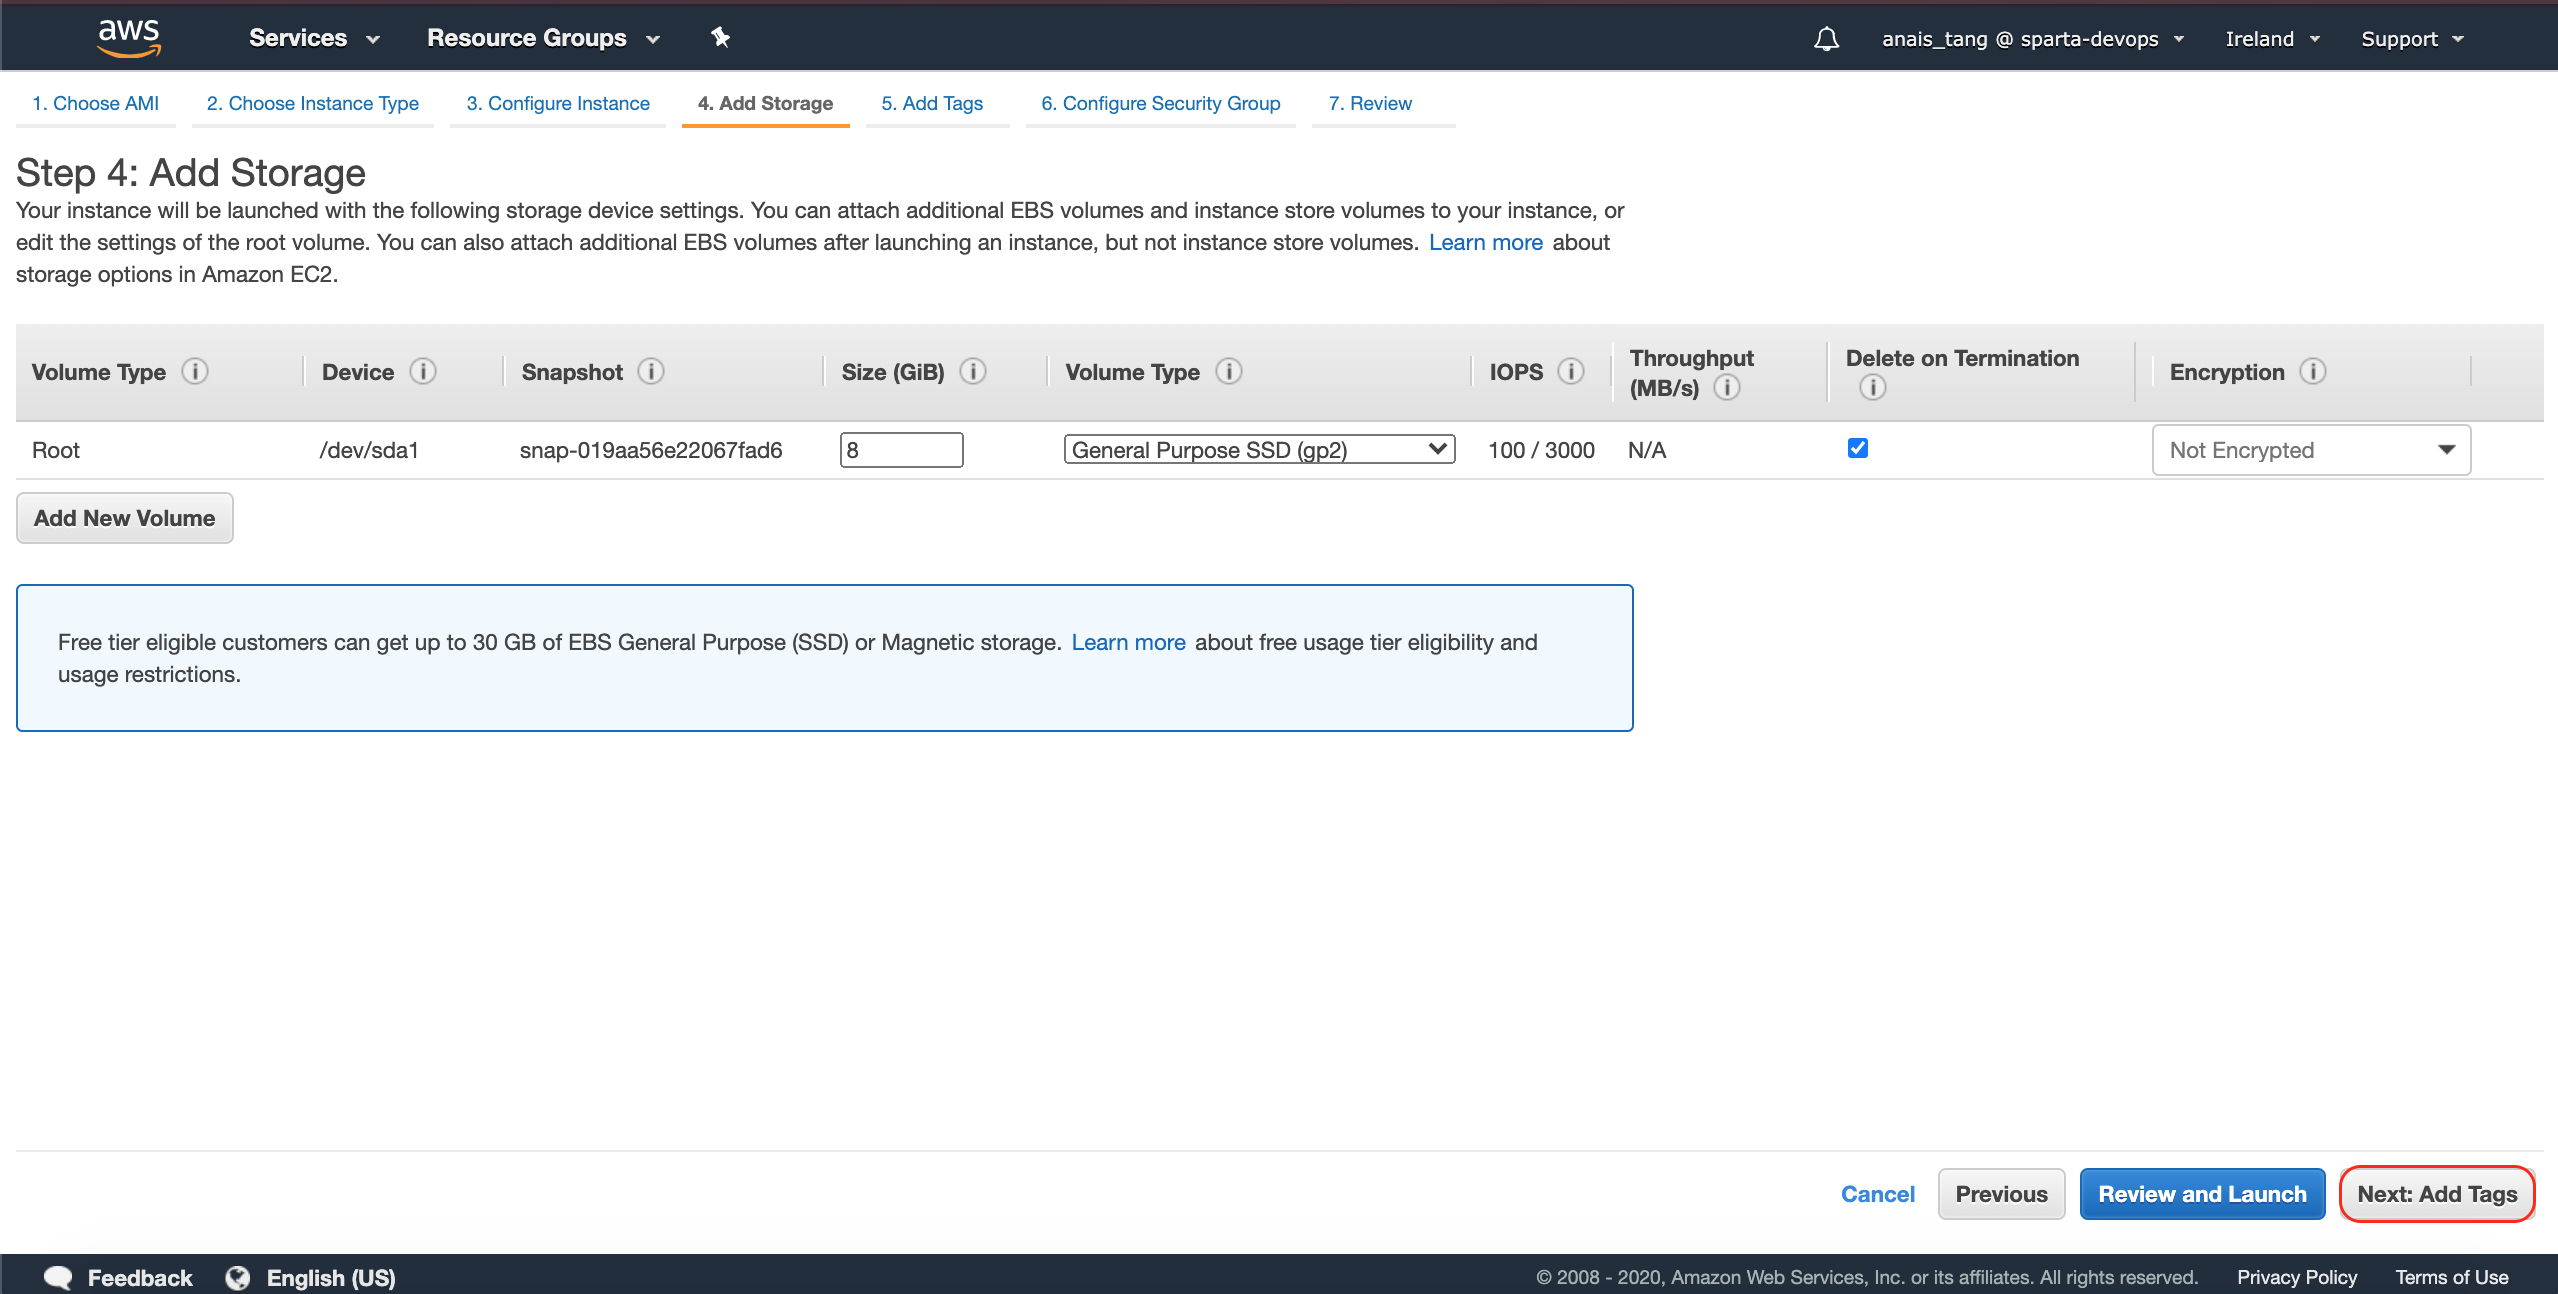 aws Services Resource Groups anais_tang @ sparta-devops Ireland Support
1. Choose AMI 2. Choose Instance Type 3. Configure Instance 4. Add Storage 5. Add Tags 6. Configure Security Group 7. Review
Step 4: Add Storage
Your instance will be launched with the following storage device settings. You can attach additional EBS volumes and instance store volumes to your instance, or
edit the settings of the root volume. You can also attach additional EBS volumes after launching an instance, but not instance store volumes. Learn more about
storage options in Amazon EC2.
Volume Type i Device i Snapshot i Size (GiB) i Volume Type i IOPS i Throughput (MB/s) i Delete on Termination i Encryption i
Root /dev/sda1 snap-019aa56e22067fad6 8 General Purpose SSD (gp2) 100 / 3000 N/A Not Encrypted
Add New Volume
Free tier eligible customers can get up to 30 GB of EBS General Purpose (SSD) or Magnetic storage. Learn more about free usage tier eligibility and
usage restrictions.
Cancel Previous Review and Launch Next: Add Tags
Feedback English (US) © 2008 - 2020, Amazon Web Services, Inc. or its affiliates. All rights reserved. Privacy Policy Terms of Use